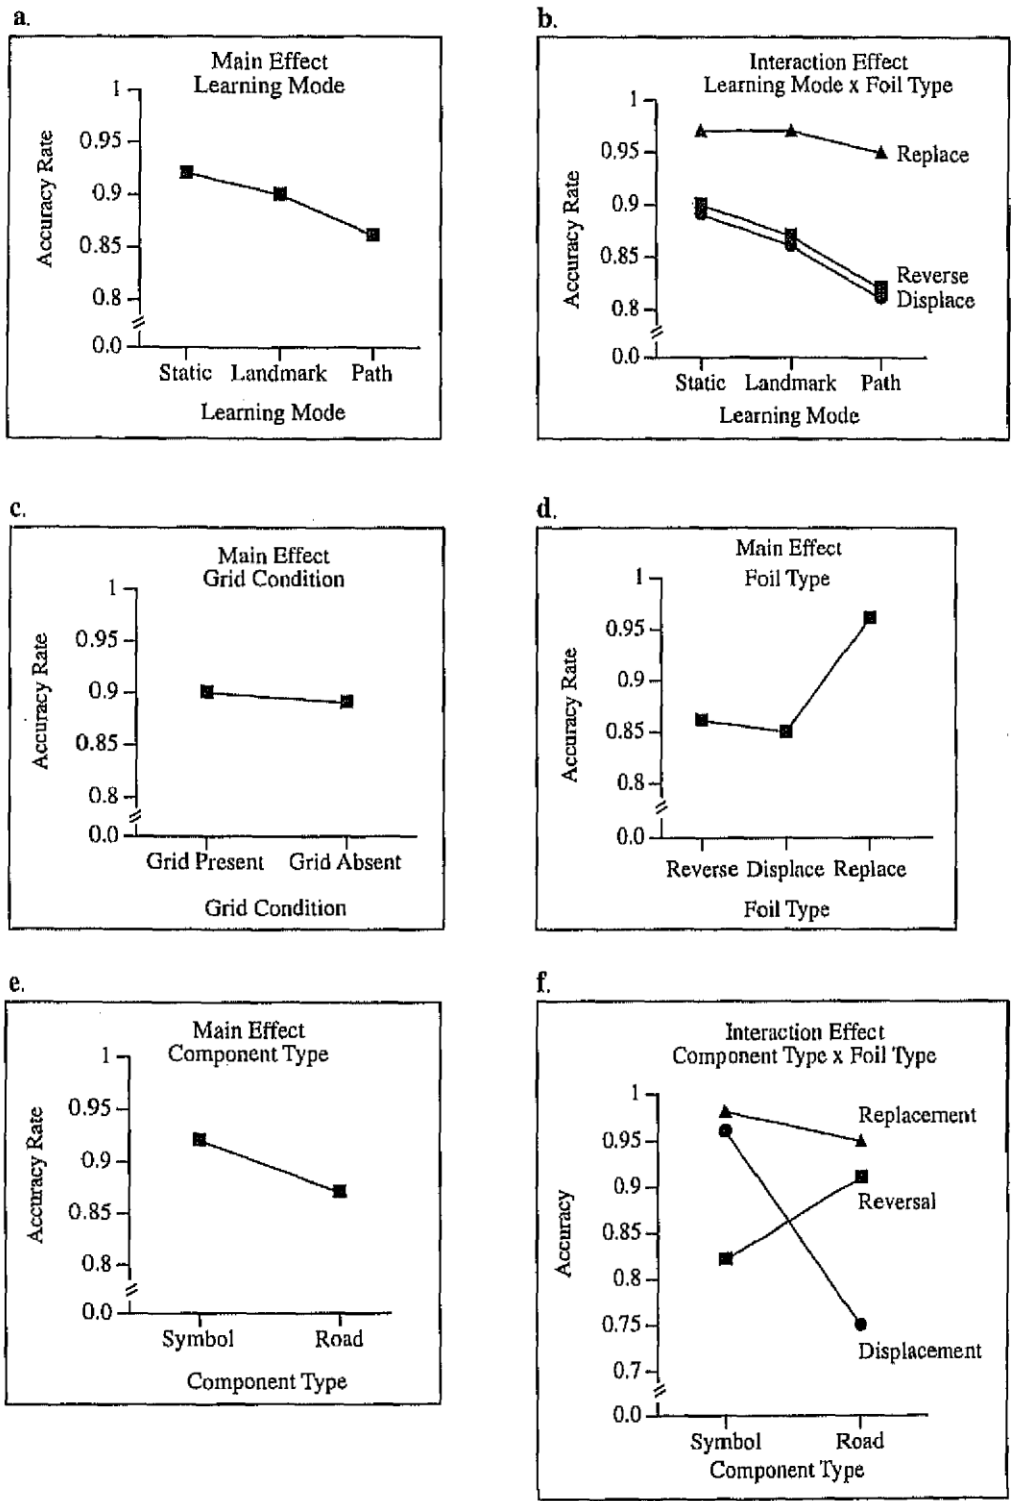 a.
Main Effect
Learning Mode
1
0.95
0.9
0.85
0.8
0.0
Accuracy Rate
Static Landmark Path
Learning Mode
b.
Interaction Effect
Learning Mode x Foil Type
1
0.95
0.9
0.85
0.8
0.0
Accuracy Rate
Replace
Reverse
Displace
Static Landmark Path
Learning Mode
c.
Main Effect
Grid Condition
1
0.95
0.9
0.85
0.8
0.0
Accuracy Rate
Grid Present Grid Absent
Grid Condition
d.
Main Effect
Foil Type
1
0.95
0.9
0.85
0.8
0.0
Accuracy Rate
Reverse Displace Replace
Foil Type
e.
Main Effect
Component Type
1
0.95
0.9
0.85
0.8
0.0
Accuracy Rate
Symbol Road
Component Type
f.
Interaction Effect
Component Type x Foil Type
1
0.95
0.9
0.85
0.8
0.75
0.7
0.0
Accuracy
Replacement
Reversal
Displacement
Symbol Road
Component Type